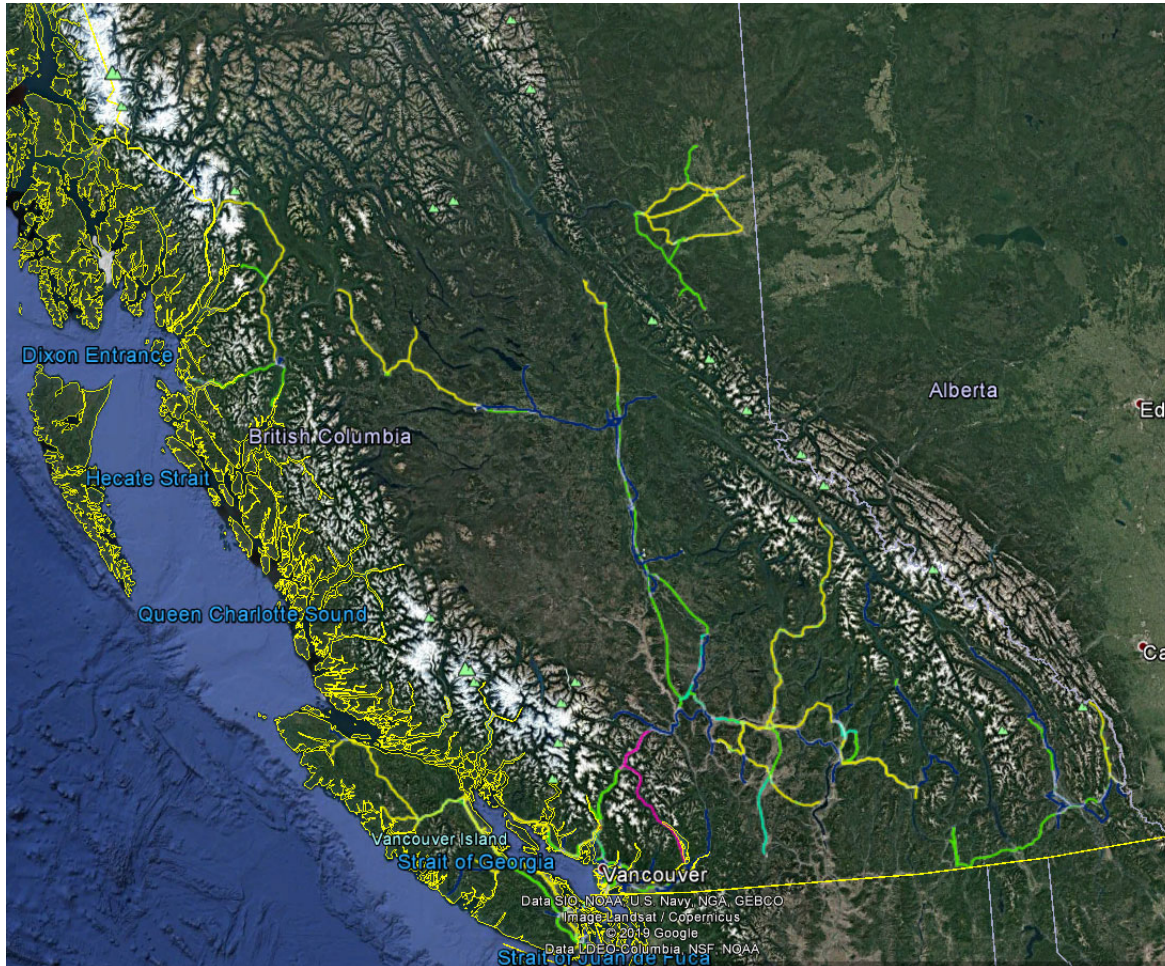 Dixon Entrance
Alberta
Ed
British Columbia
Hecate Strait
Queen Charlotte Sound
Ca
Vancouver Island
Strait of Georgia
Vancouver
Data SIO, NOAA, U.S. Navy, NGA, GEBCO
Image Landsat / Copernicus
© 2019 Google
Data LDEO-Columbia, NSF, NOAA
Strait of Juan de Fuca